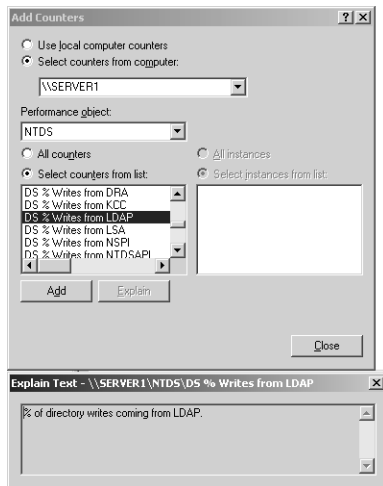 Add Counters
Use local computer counters
Select counters from computer:
\\SERVER1
Performance object:
NTDS
All counters
All instances
Select counters from list:
Select instances from list:
DS % Writes from DRA
DS % Writes from KCC
DS % Writes from LDAP
DS % Writes from LSA
DS % Writes from NSPI
DS % Writes from NTDSAPI
Add
Explain
Close
Explain Text - \\SERVER1\NTDS\DS % Writes from LDAP
% of directory writes coming from LDAP.